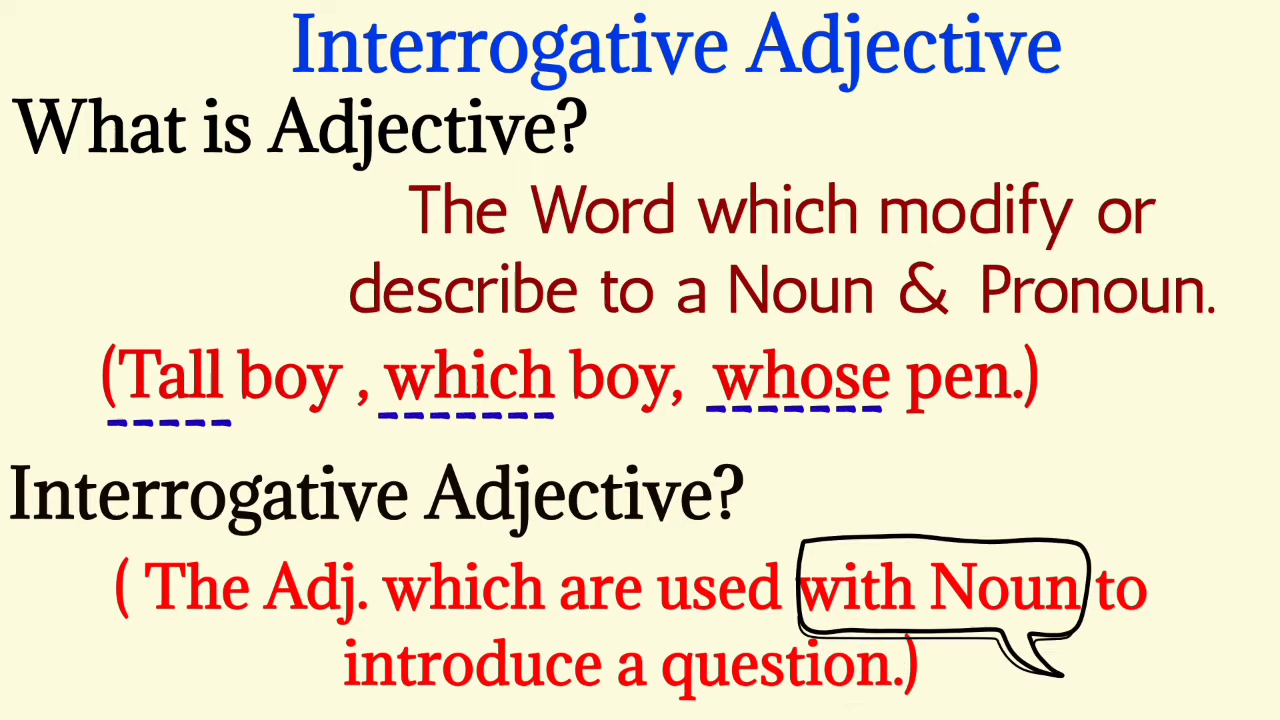 Interrogative Adjective
What is Adjective?
The Word which modify or
describe to a Noun & Pronoun.
(Tall boy , which boy, whose pen.)
Interrogative Adjective?
( The Adj. which are used with Noun to
introduce a question.)